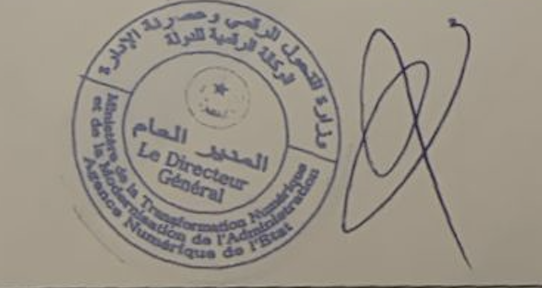 وزارة التحول الرقمي و عصرنة الإدارة
الوكالة الرقمية للدولة
المدير العام
Le Directeur
Général
Ministère de la Transformation Numérique
et de la Modernisation de l'Administration
Agence Numérique de l'Etat